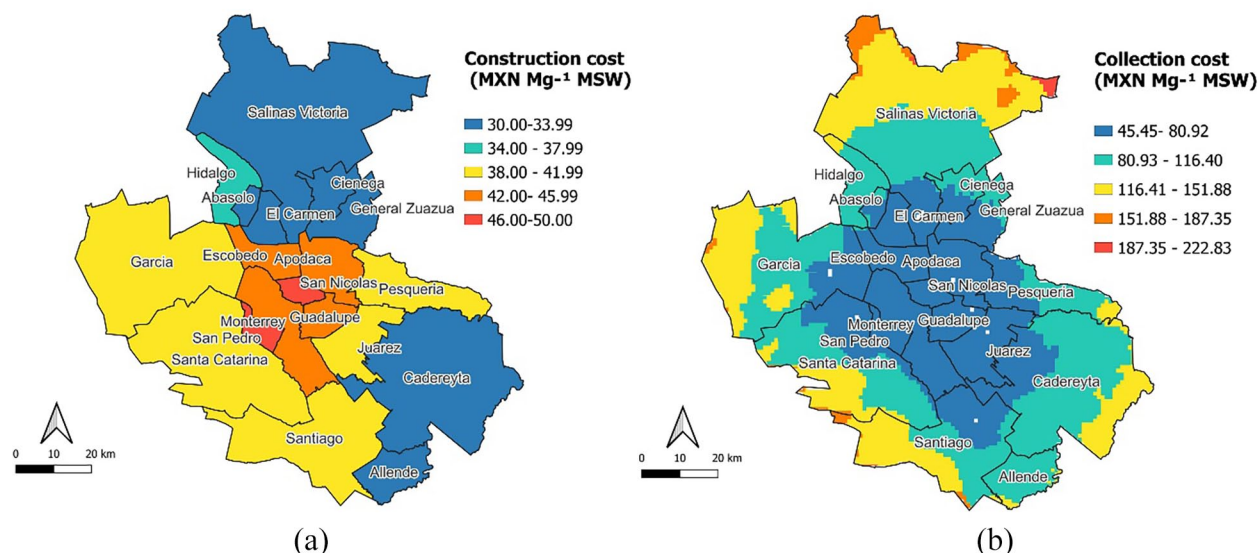 Construction cost
(MXN Mg-¹ MSW)
30.00-33.99
34.00 - 37.99
38.00 - 41.99
42.00- 45.99
46.00-50.00
Salinas Victoria
Hidalgo
Cienega
Abasolo
El Carmen
General Zuazua
Garcia
Escobedo
Apodaca
San Nicolas
Pesqueria
Monterrey
Guadalupe
San Pedro
Juarez
Santa Catarina
Cadereyta
Santiago
Allende
0 10 20 km
(a)
Collection cost
(MXN Mg-¹ MSW)
45.45- 80.92
80.93 - 116.40
116.41 - 151.88
151.88 - 187.35
187.35 - 222.83
Salinas Victoria
Hidalgo
Cienega
Abasolo
El Carmen
General Zuazua
Garcia
Escobedo
Apodaca
San Nicolas
Pesqueria
Monterrey
Guadalupe
San Pedro
Juarez
Santa Catarina
Cadereyta
Santiago
Allende
0 10 20 km
(b)